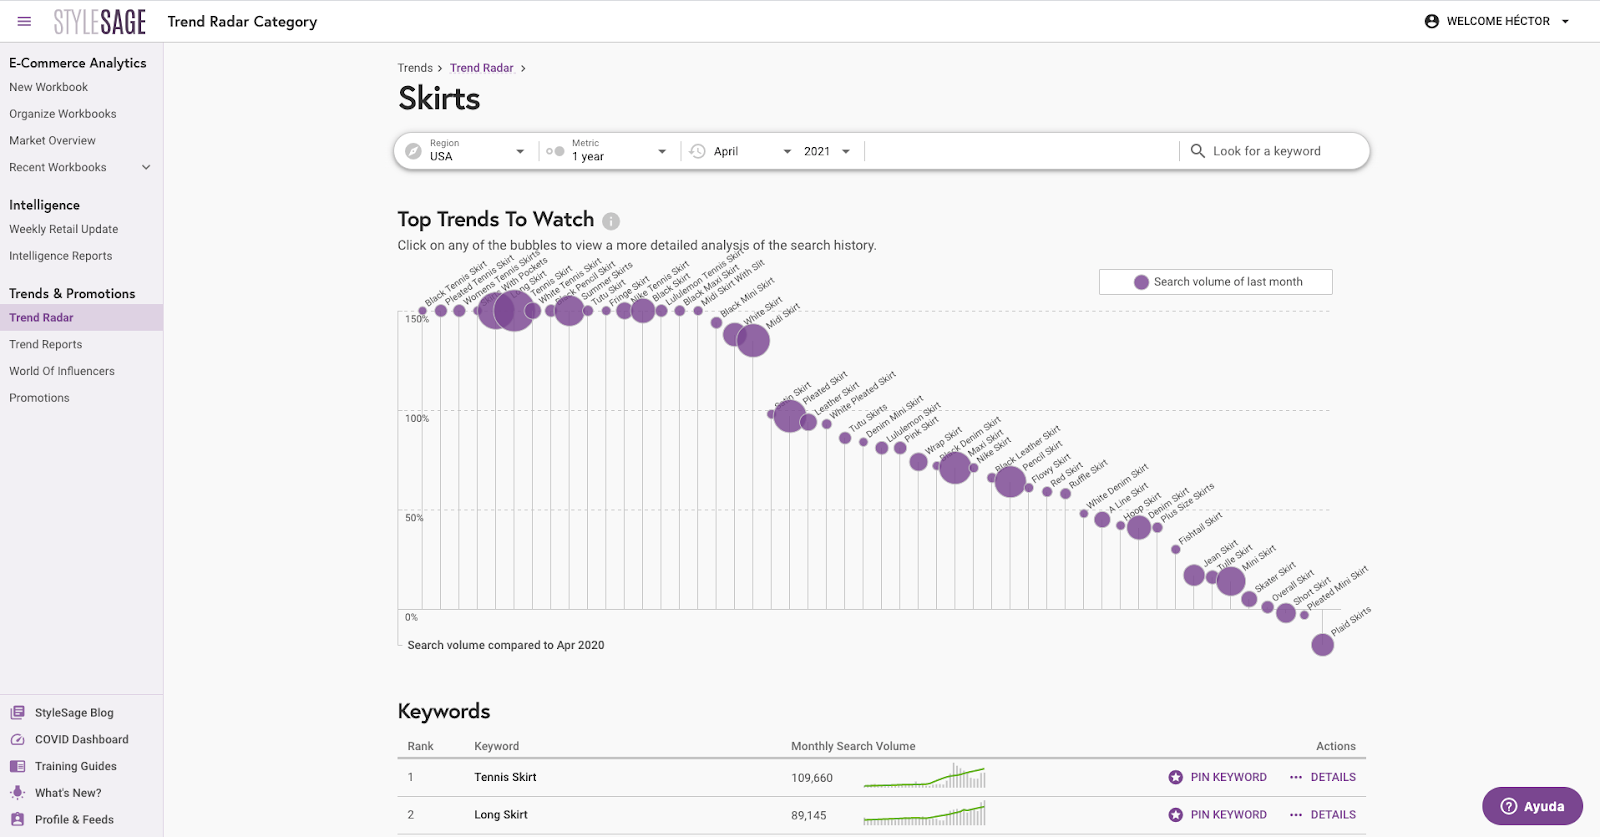 STYLESAGE
Trend Radar Category
WELCOME HÉCTOR
E-Commerce Analytics
New Workbook
Organize Workbooks
Market Overview
Recent Workbooks
Intelligence
Weekly Retail Update
Intelligence Reports
Trends & Promotions
Trend Radar
Trend Reports
World Of Influencers
Promotions
StyleSage Blog
COVID Dashboard
Training Guides
What's New?
Profile & Feeds
Trends > Trend Radar >
Skirts
Region
USA
Metric
1 year
April
2021
Look for a keyword
Top Trends To Watch
Click on any of the bubbles to view a more detailed analysis of the search history.
Search volume of last month
150%
100%
50%
0%
Black Tennis Skirt
Pleated Tennis Skirt
Womens Tennis Skirts
With Pockets
Skirt
Tennis Skirt
White Tennis Skirt
Pencil Skirt
Summer Skirts
Tutu Skirt
Fringe Skirt
Nike Tennis Skirt
Black Skirt
Lululemon Tennis Skirt
Black Maxi Skirt
Midi Skirt With Slit
Black Mini Skirt
White Skirt
Midi Skirt
Skirt
Pleated Skirt
Leather Skirt
White Pleated Skirt
Tutu Skirts
Denim Mini Skirt
Lululemon Skirt
Pink Skirt
Wrap Skirt
Black Denim Skirt
Maxi Skirt
Nike Skirt
Black Leather Skirt
Pencil Skirt
Flowy Skirt
Red Skirt
Ruffle Skirt
White Denim Skirt
A Line Skirt
Hoop Skirt
Denim Skirt
Plus Size Skirts
Fishtail Skirt
Jean Skirt
Tulle Skirt
Mini Skirt
Skater Skirt
Overall Skirt
Short Skirt
Pleated Mini Skirt
Plaid Skirts
Search volume compared to Apr 2020
Keywords
Rank Keyword Monthly Search Volume Actions
1 Tennis Skirt 109,660 PIN KEYWORD DETAILS
2 Long Skirt 89,145 PIN KEYWORD DETAILS
Ayuda